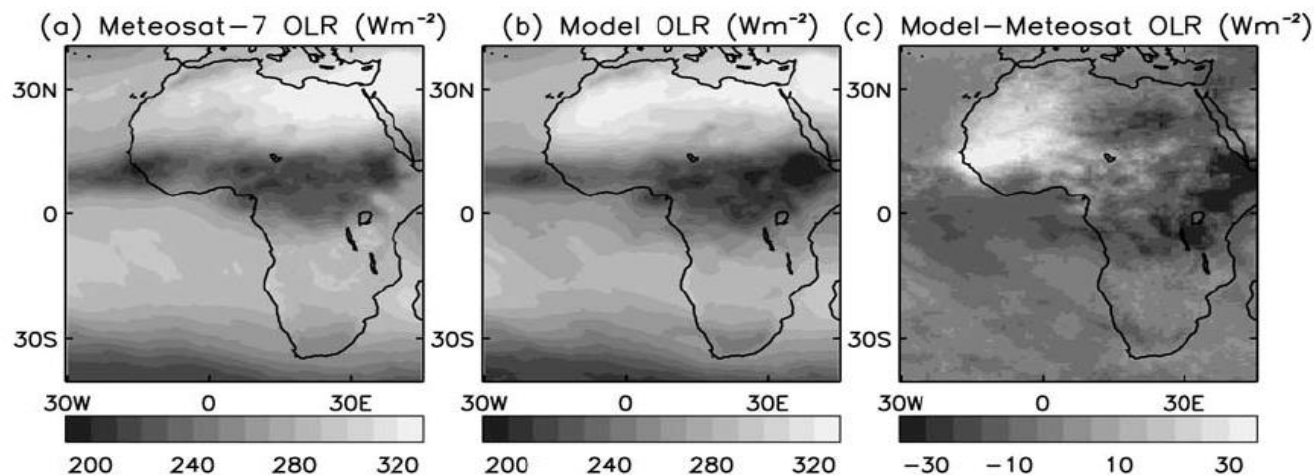 (a) Meteosat−7 OLR (Wm⁻²)
(b) Model OLR (Wm⁻²)
(c) Model−Meteosat OLR (Wm⁻²)
30N
0
30S
30W 0 30E
200 240 280 320
30N
0
30S
30W 0 30E
200 240 280 320
30N
0
30S
30W 0 30E
−30 −10 10 30